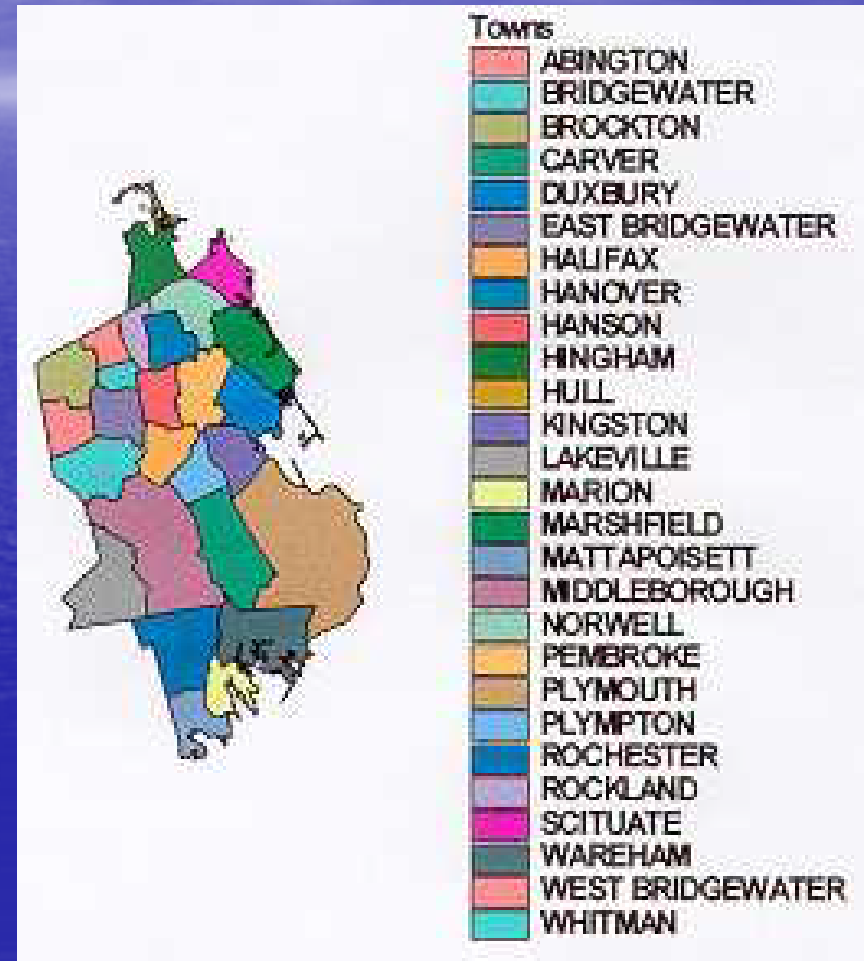 Towns
ABINGTON
BRIDGEWATER
BROCKTON
CARVER
DUXBURY
EAST BRIDGEWATER
HALIFAX
HANOVER
HANSON
HINGHAM
HULL
KINGSTON
LAKEVILLE
MARION
MARSHFIELD
MATTAPOISETT
MIDDLEBOROUGH
NORWELL
PEMBROKE
PLYMOUTH
PLYMPTON
ROCHESTER
ROCKLAND
SCITUATE
WAREHAM
WEST BRIDGEWATER
WHITMAN